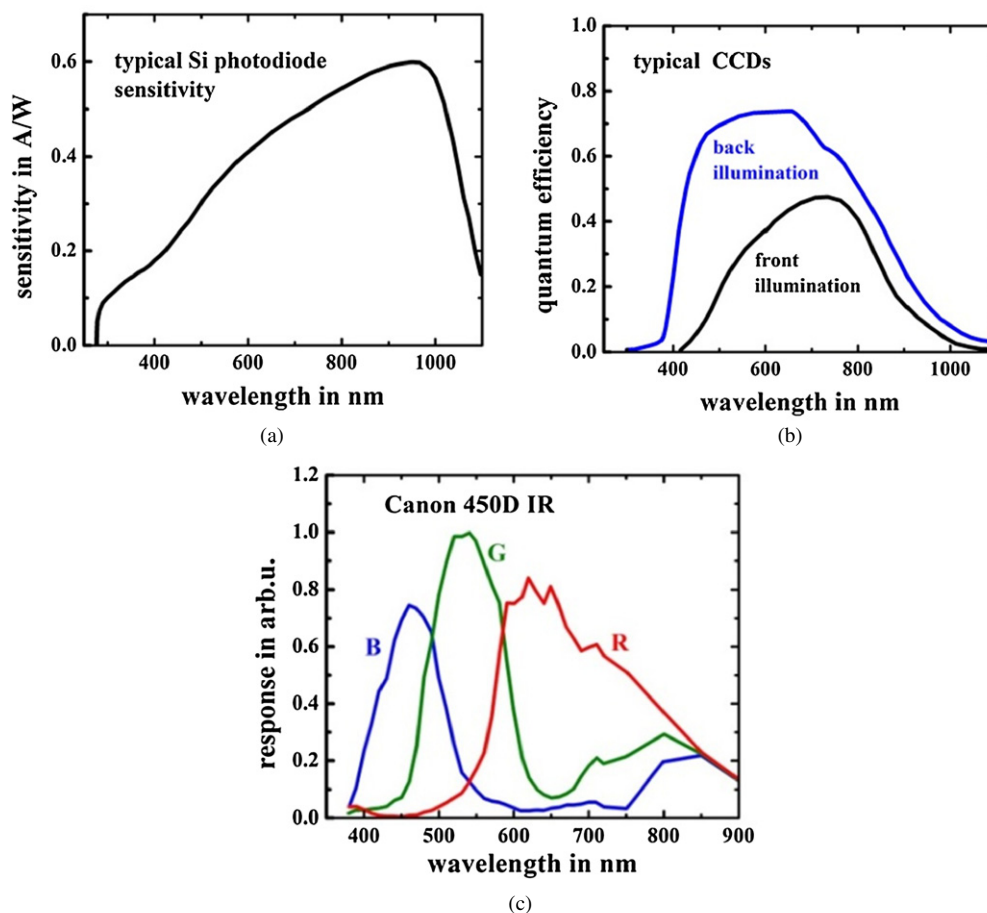 typical Si photodiode
sensitivity
sensitivity in A/W
0.6
0.4
0.2
0.0
400
600
800
1000
wavelength in nm
(a)
typical CCDs
quantum efficiency
1.0
0.8
0.6
0.4
0.2
0.0
back
illumination
front
illumination
400
600
800
1000
wavelength in nm
(b)
Canon 450D IR
response in arb.u.
1.2
1.0
0.8
0.6
0.4
0.2
0.0
B
G
R
400
500
600
700
800
900
wavelength in nm
(c)